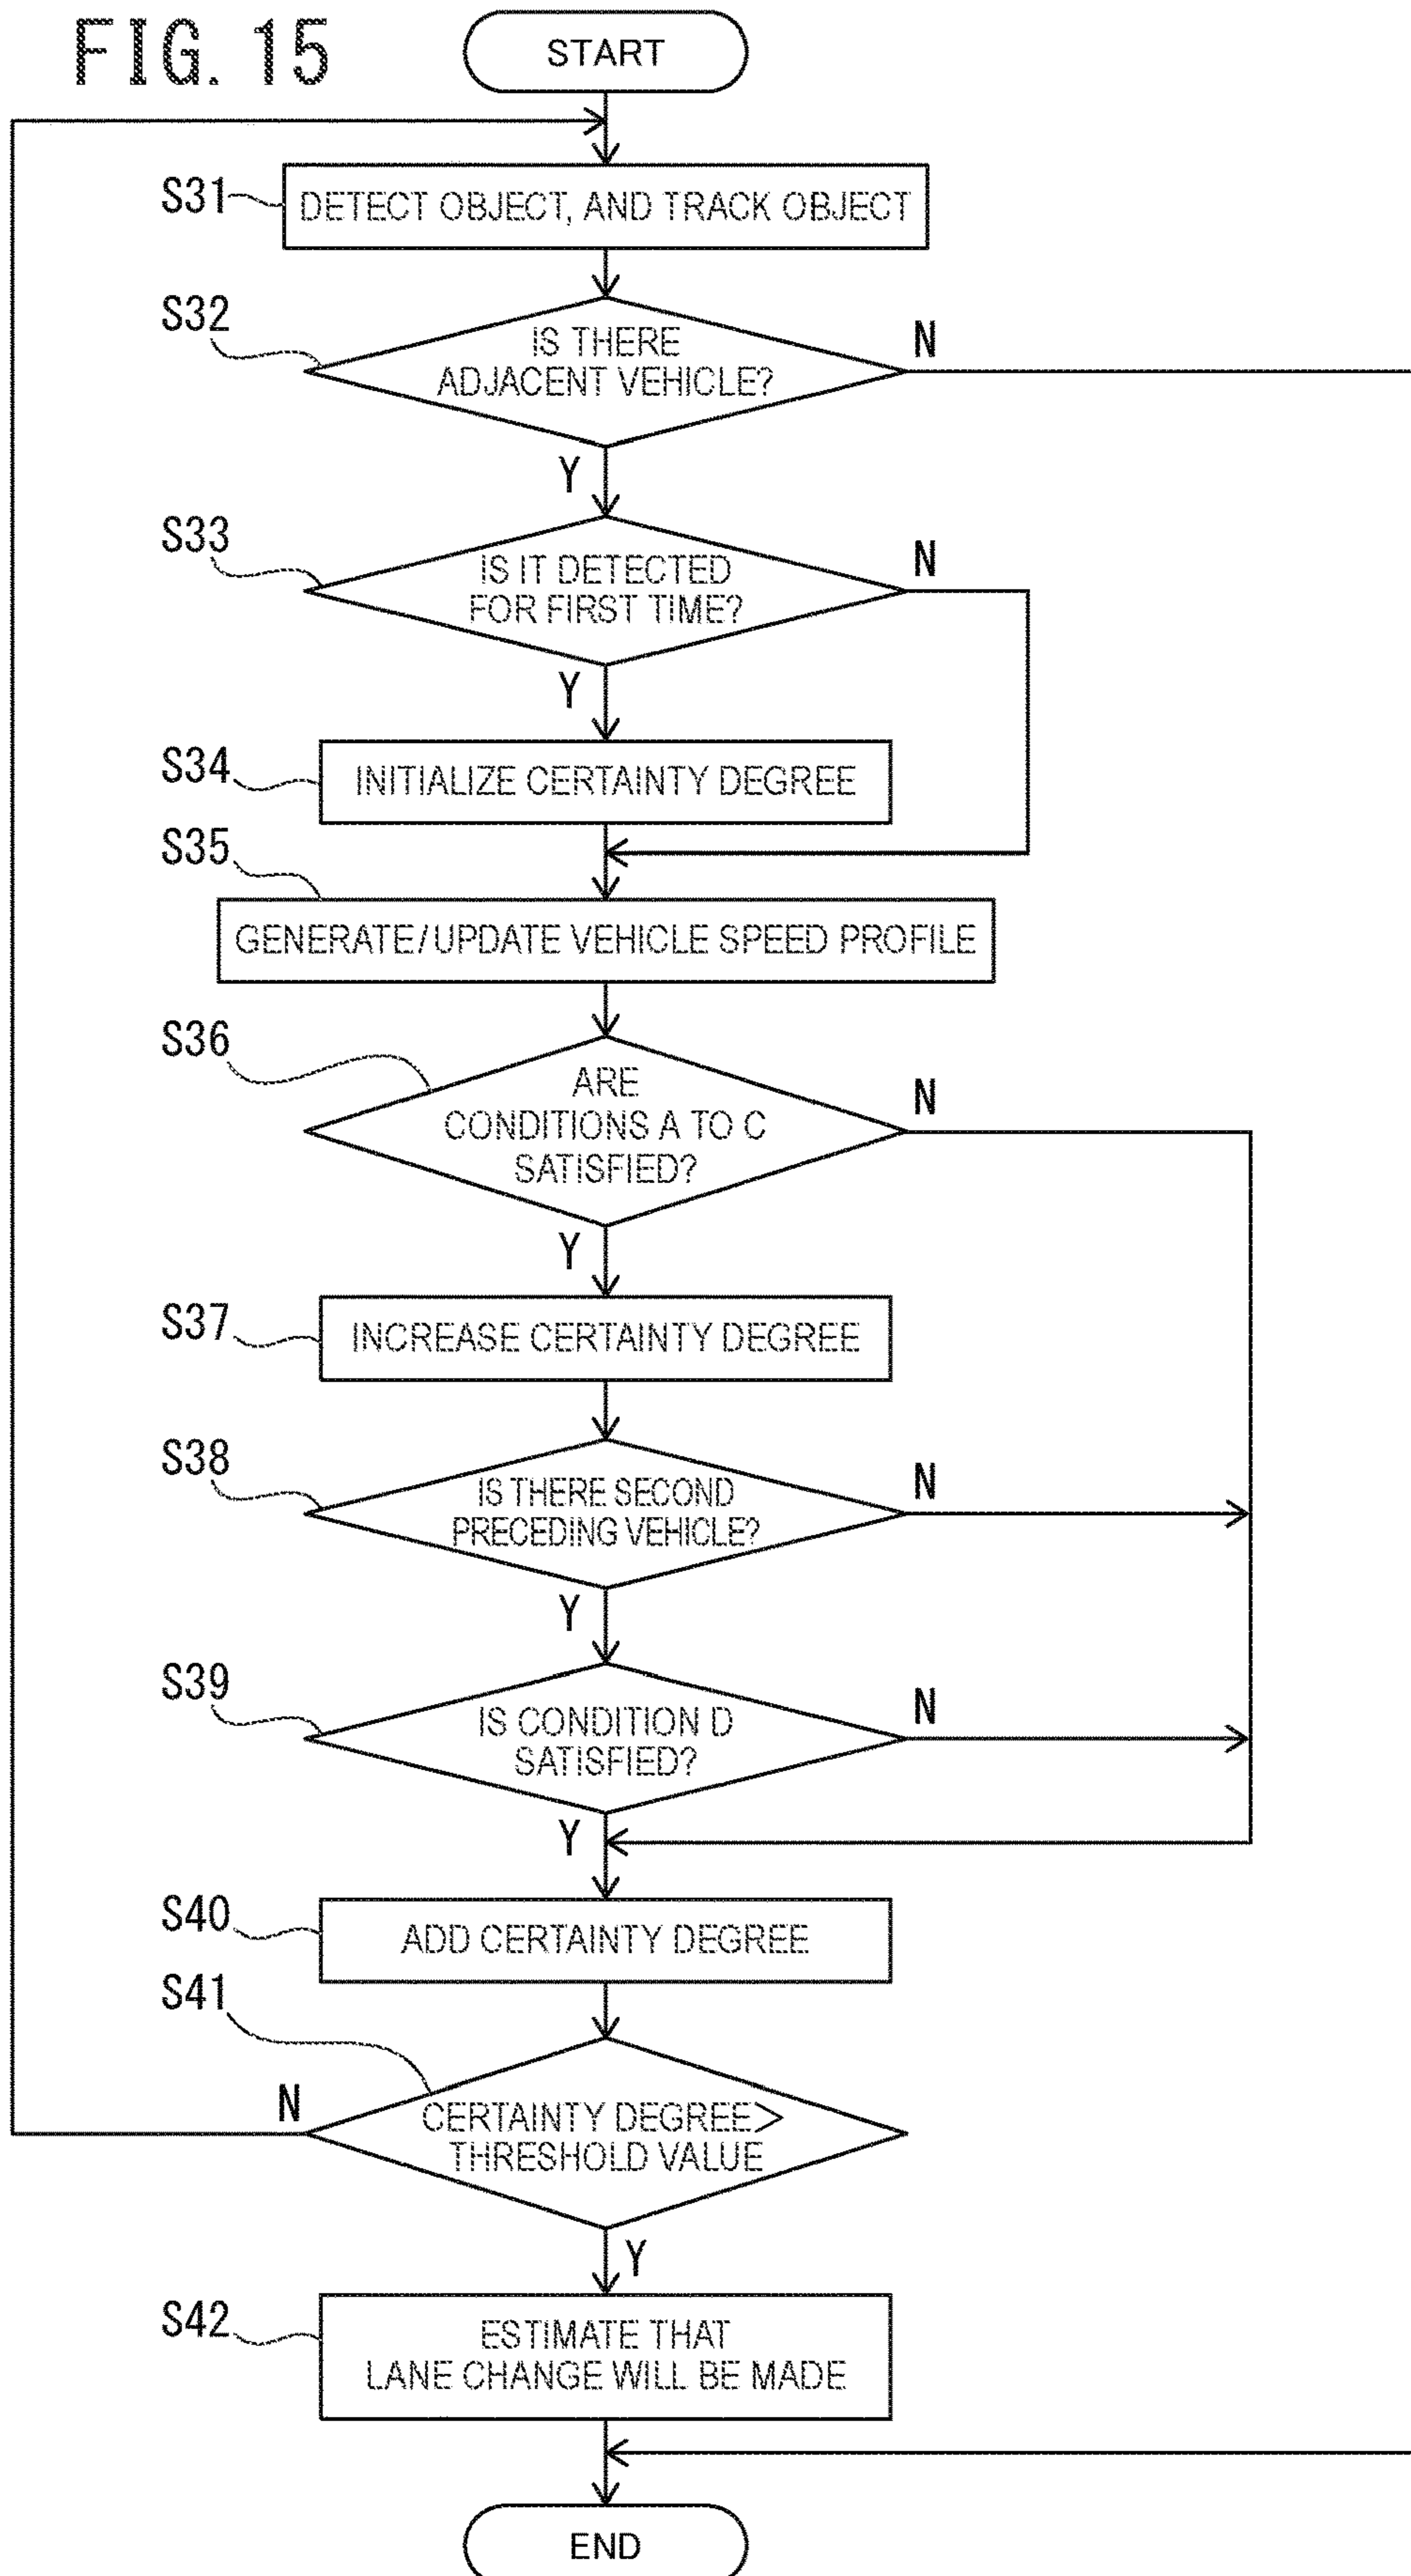 FIG. 15
START
S31
DETECT OBJECT, AND TRACK OBJECT
S32
IS THERE
ADJACENT VEHICLE?
N
Y
S33
IS IT DETECTED
FOR FIRST TIME?
N
Y
S34
INITIALIZE CERTAINTY DEGREE
S35
GENERATE/UPDATE VEHICLE SPEED PROFILE
S36
ARE
CONDITIONS A TO C
SATISFIED?
N
Y
S37
INCREASE CERTAINTY DEGREE
S38
IS THERE SECOND
PRECEDING VEHICLE?
N
Y
S39
IS CONDITION D
SATISFIED?
N
Y
S40
ADD CERTAINTY DEGREE
S41
CERTAINTY DEGREE>
THRESHOLD VALUE
N
Y
S42
ESTIMATE THAT
LANE CHANGE WILL BE MADE
END